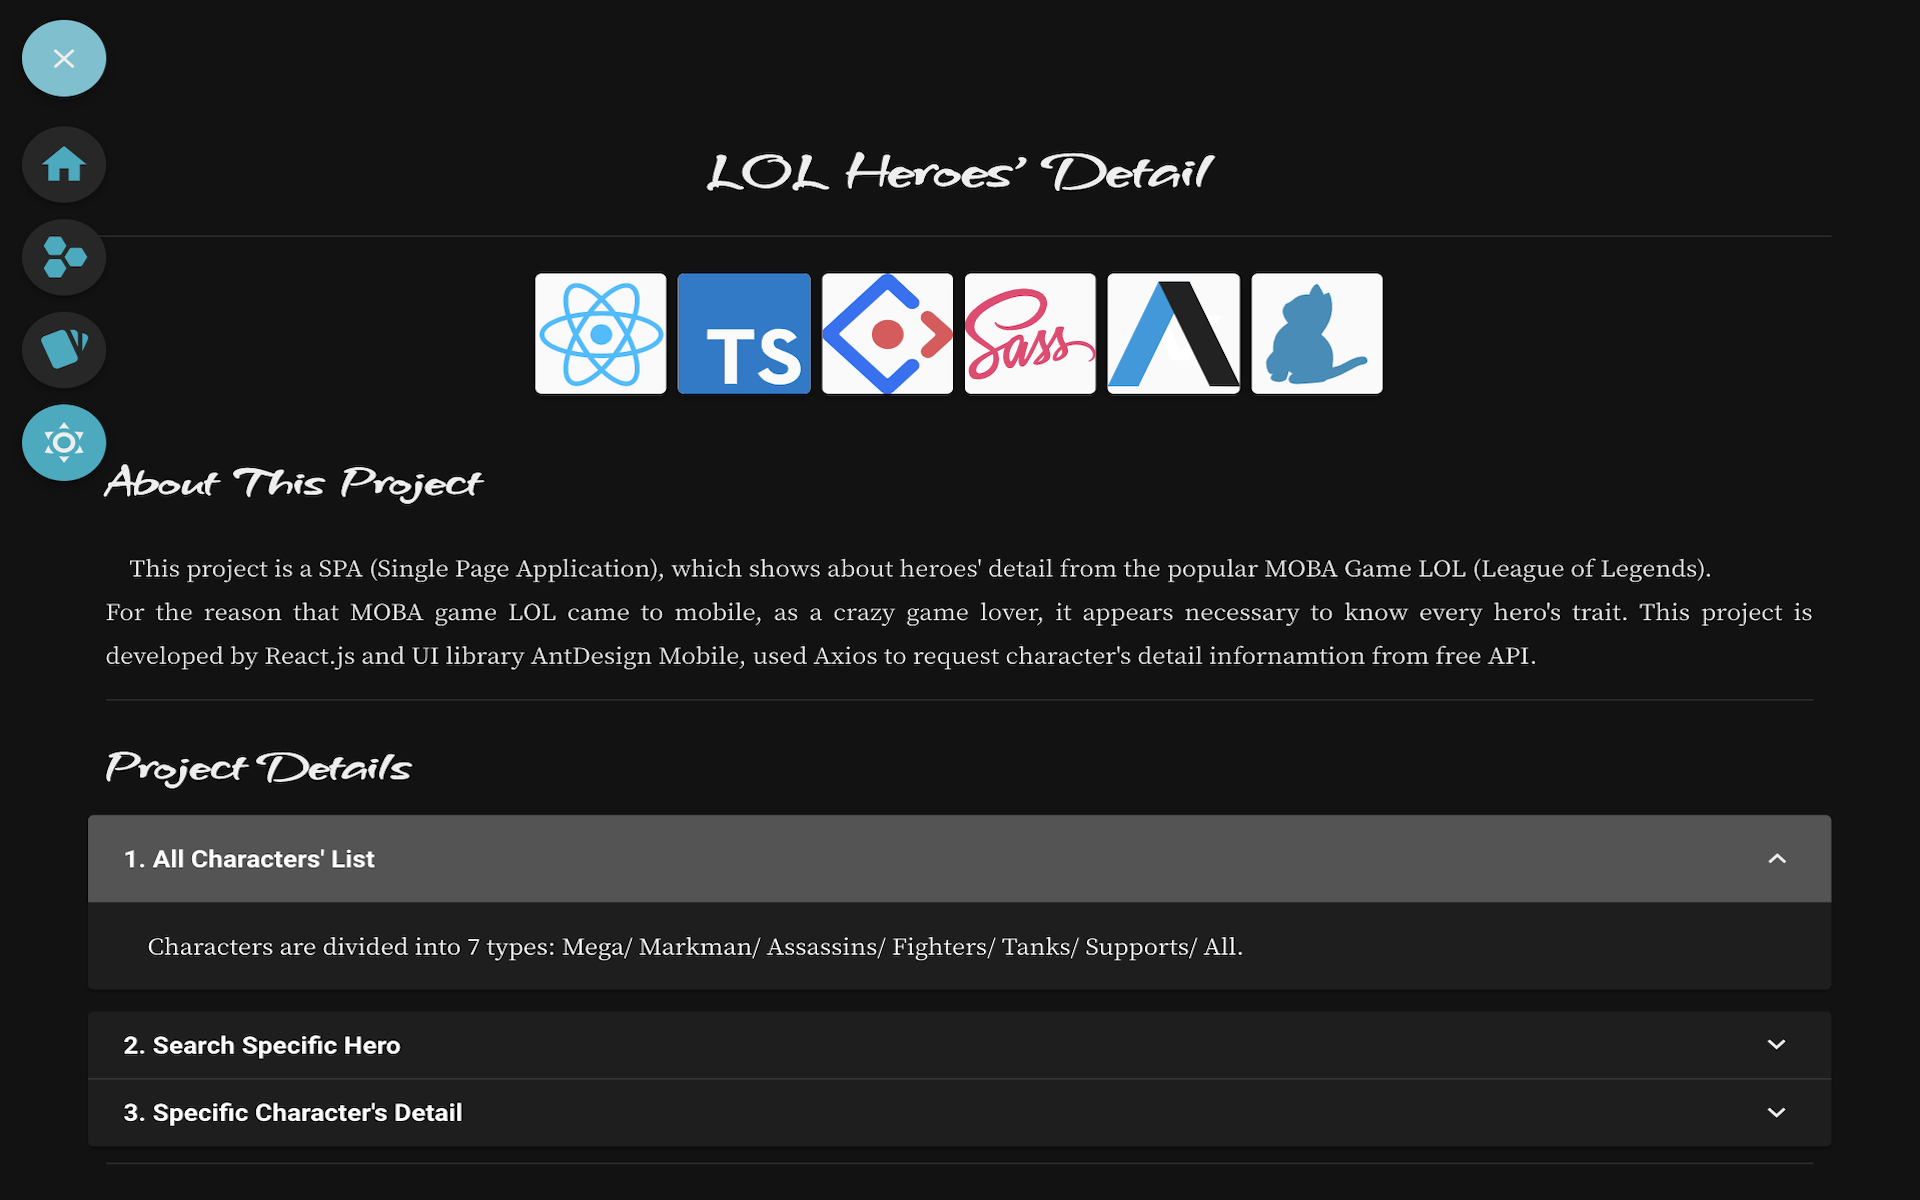 LOL Heroes' Detail
TS
Sass
About This Project
This project is a SPA (Single Page Application), which shows about heroes' detail from the popular MOBA Game LOL (League of Legends).
For the reason that MOBA game LOL came to mobile, as a crazy game lover, it appears necessary to know every hero's trait. This project is
developed by React.js and UI library AntDesign Mobile, used Axios to request character's detail infornamtion from free API.
Project Details
1. All Characters' List
Characters are divided into 7 types: Mega/ Markman/ Assassins/ Fighters/ Tanks/ Supports/ All.
2. Search Specific Hero
3. Specific Character's Detail